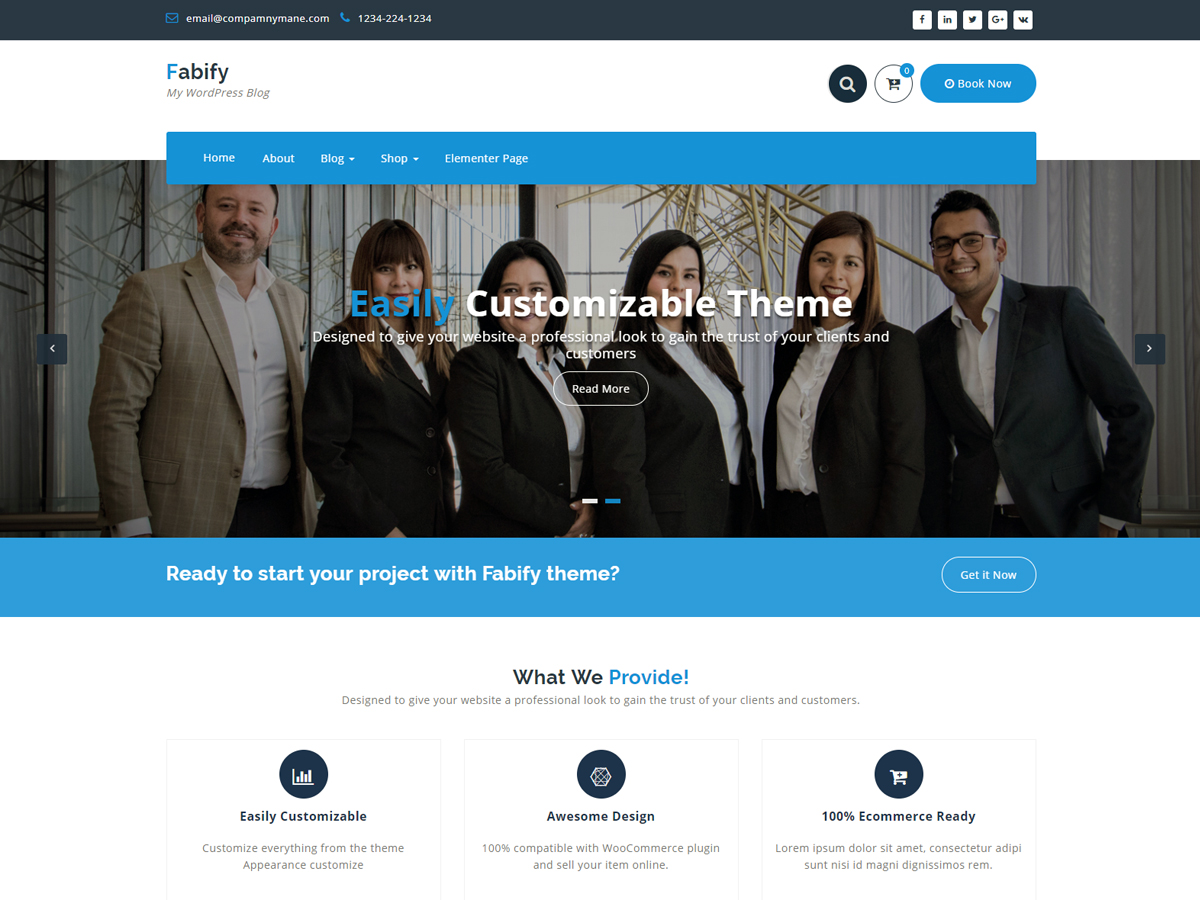 email@compamnymane.com 1234-224-1234
Fabify
My WordPress Blog
0
Book Now
Home About Blog Shop Elementer Page
Easily Customizable Theme
Designed to give your website a professional look to gain the trust of your clients and
customers
Read More
Ready to start your project with Fabify theme?
Get it Now
What We Provide!
Designed to give your website a professional look to gain the trust of your clients and customers.
Easily Customizable
Customize everything from the theme
Appearance customize
Awesome Design
100% compatible with WooCommerce plugin
and sell your item online.
100% Ecommerce Ready
Lorem ipsum dolor sit amet, consectetur adipi
sunt nisi id magni dignissimos rem.